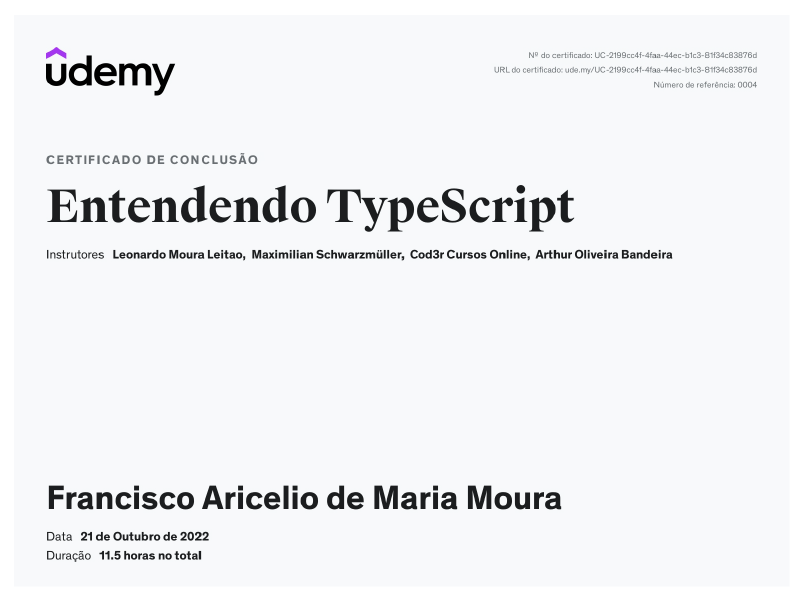 udemy
Nº do certificado: UC-2199cc4f-4faa-44ec-b1c3-81f34c83876d
URL do certificado: ude.my/UC-2199cc4f-4faa-44ec-b1c3-81f34c83876d
Número de referência: 0004
CERTIFICADO DE CONCLUSÃO
Entendendo TypeScript
Instrutores Leonardo Moura Leitao, Maximilian Schwarzmüller, Cod3r Cursos Online, Arthur Oliveira Bandeira
Francisco Aricelio de Maria Moura
Data 21 de Outubro de 2022
Duração 11.5 horas no total